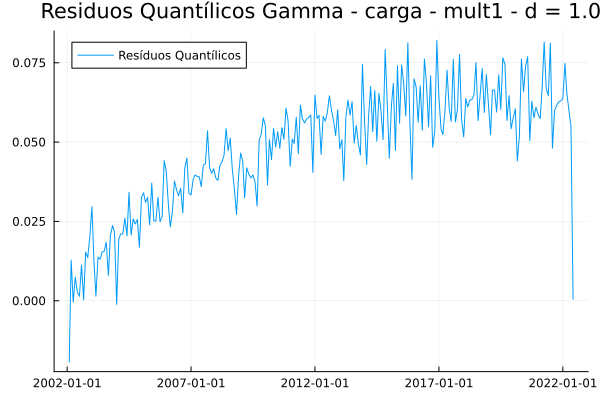 Residuos Quantílicos Gamma - carga - mult1 - d = 1.0
Resíduos Quantílicos
0.075
0.050
0.025
0.000
2002-01-01 2007-01-01 2012-01-01 2017-01-01 2022-01-01